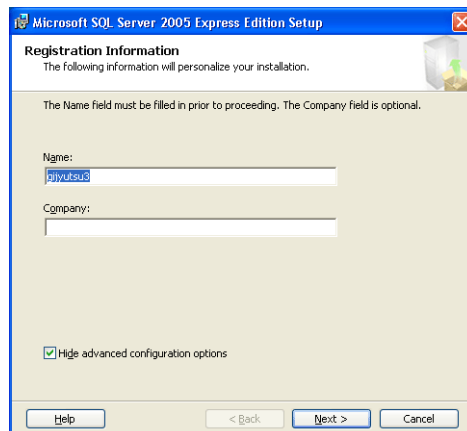 Microsoft SQL Server 2005 Express Edition Setup
Registration Information
The following information will personalize your installation.
The Name field must be filled in prior to proceeding. The Company field is optional.
Name:
gijyutsu3
Company:
Hide advanced configuration options
Help
< Back
Next >
Cancel